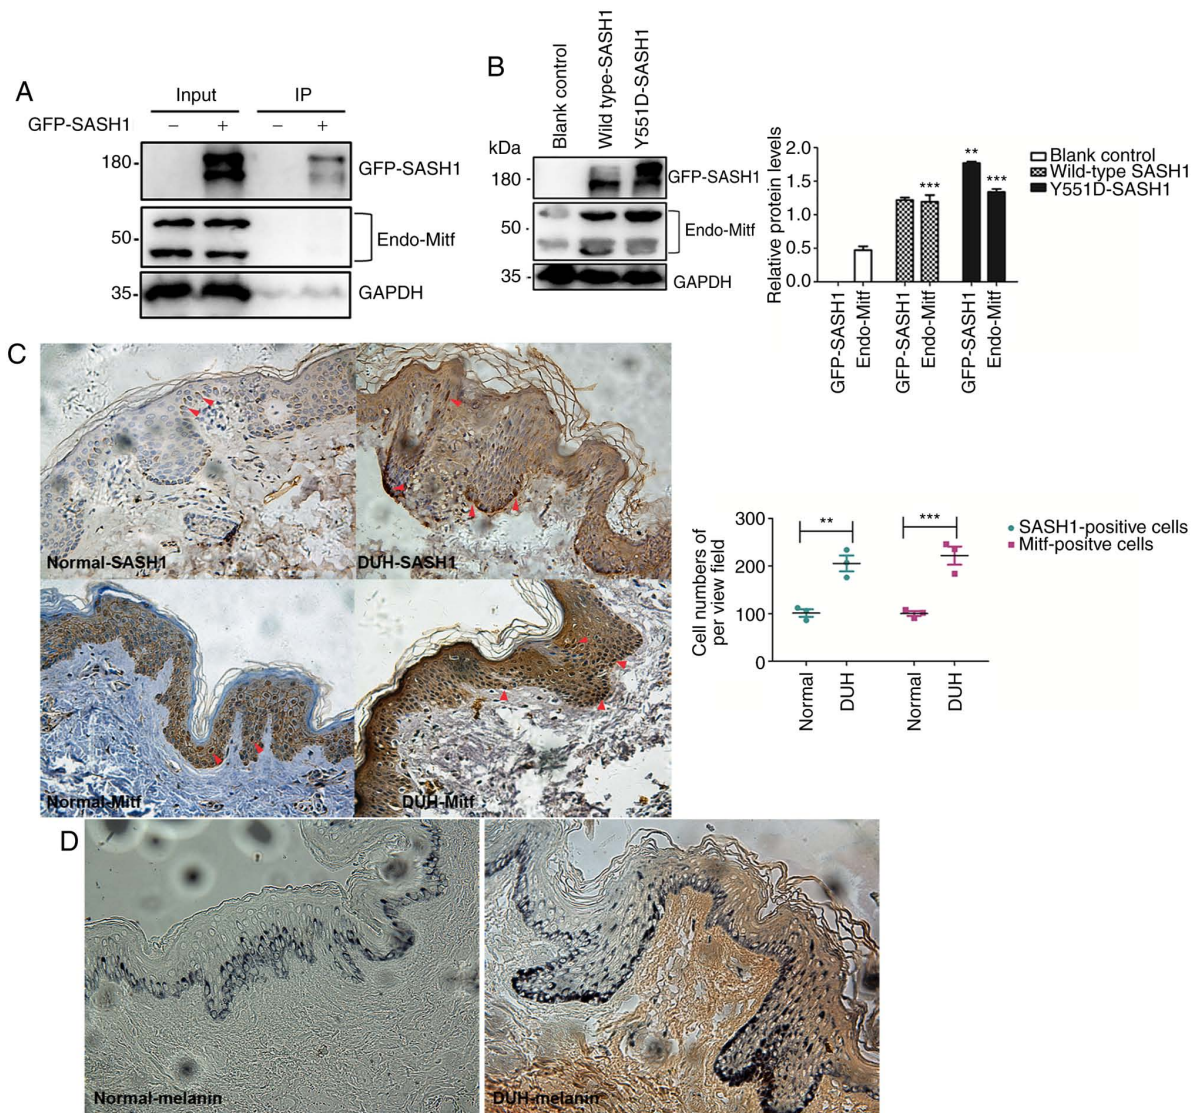 A
Input IP
GFP-SASH1 − + − +
180
GFP-SASH1
50
Endo-Mitf
35
GAPDH
B
Blank control
Wild type-SASH1
Y551D-SASH1
kDa
180
GFP-SASH1
50
Endo-Mitf
35
GAPDH
Relative protein levels
2.0
1.5
1.0
0.5
0.0
***
**
***
GFP-SASH1
Endo-Mitf
GFP-SASH1
Endo-Mitf
GFP-SASH1
Endo-Mitf
Blank control
Wild-type SASH1
Y551D-SASH1
C
Normal-SASH1
DUH-SASH1
Normal-Mitf
DUH-Mitf
Cell numbers of
per view field
300
200
100
0
**
***
Normal
DUH
Normal
DUH
SASH1-positive cells
Mitf-positve cells
D
Normal-melanin
DUH-melanin